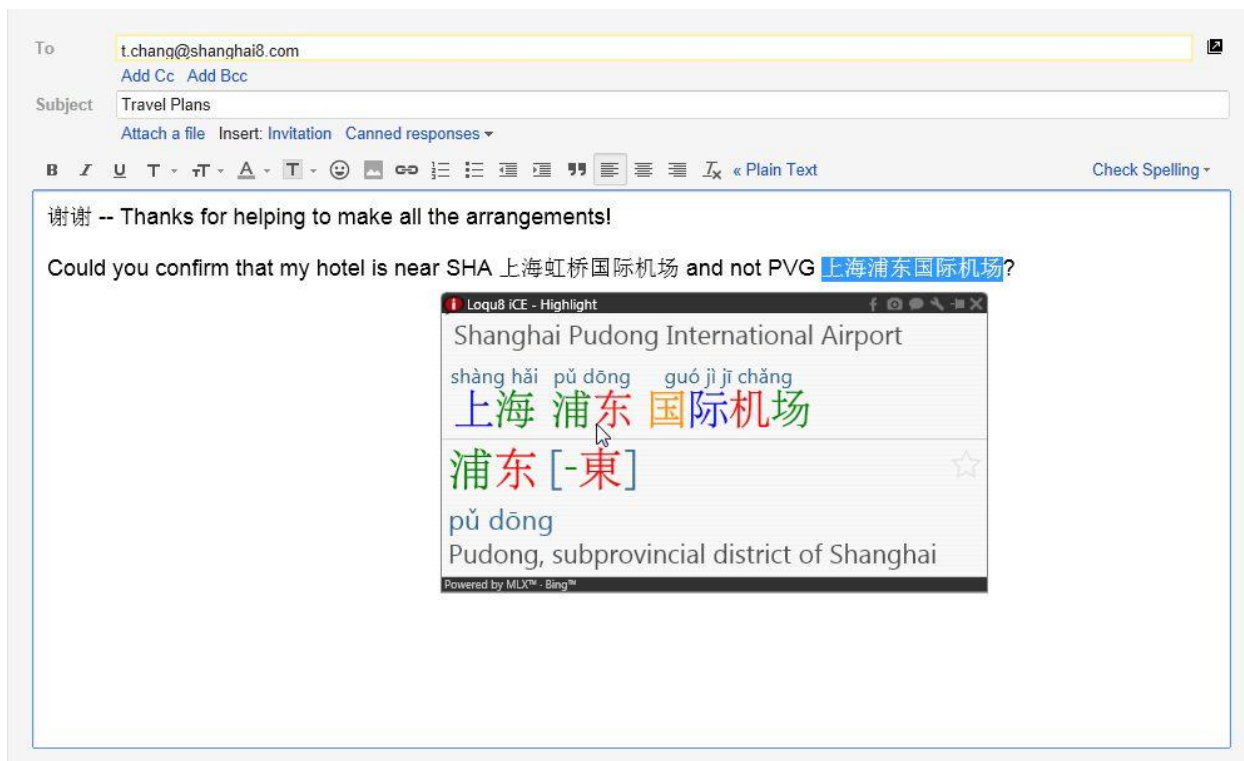 To t.chang@shanghai8.com
Add Cc Add Bcc
Subject Travel Plans
Attach a file Insert: Invitation Canned responses
B I U T TT A T Tx « Plain Text Check Spelling
谢谢 -- Thanks for helping to make all the arrangements!
Could you confirm that my hotel is near SHA 上海虹桥国际机场 and not PVG 上海浦东国际机场?
Loqu8 iCE - Highlight
Shanghai Pudong International Airport
shàng hǎi pǔ dōng guó jì jī chǎng
上海 浦东 国际机场
浦东 [-東]
pǔ dōng
Pudong, subprovincial district of Shanghai
Powered by MLX™ - Bing™